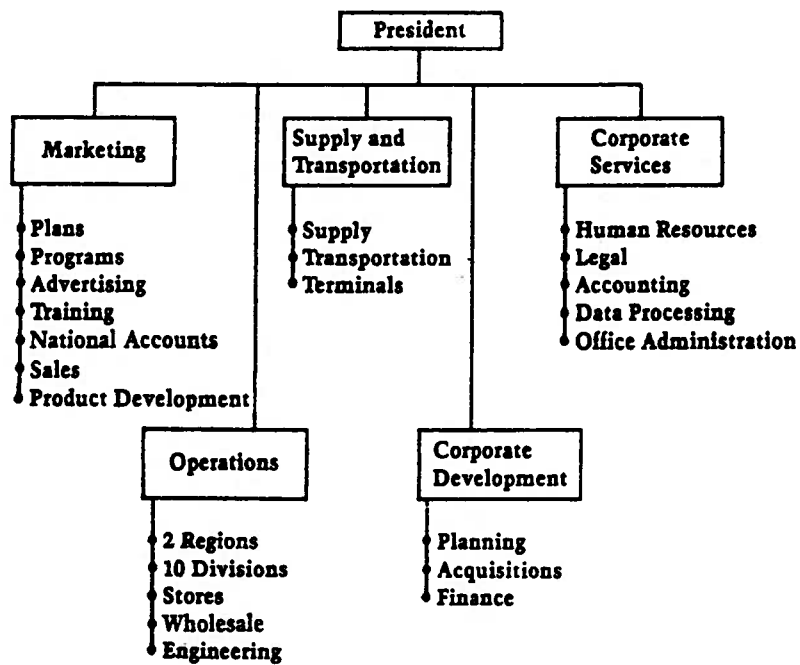 President
Marketing
Plans
Programs
Advertising
Training
National Accounts
Sales
Product Development
Supply and
Transportation
Supply
Transportation
Terminals
Corporate
Services
Human Resources
Legal
Accounting
Data Processing
Office Administration
Operations
2 Regions
10 Divisions
Stores
Wholesale
Engineering
Corporate
Development
Planning
Acquisitions
Finance